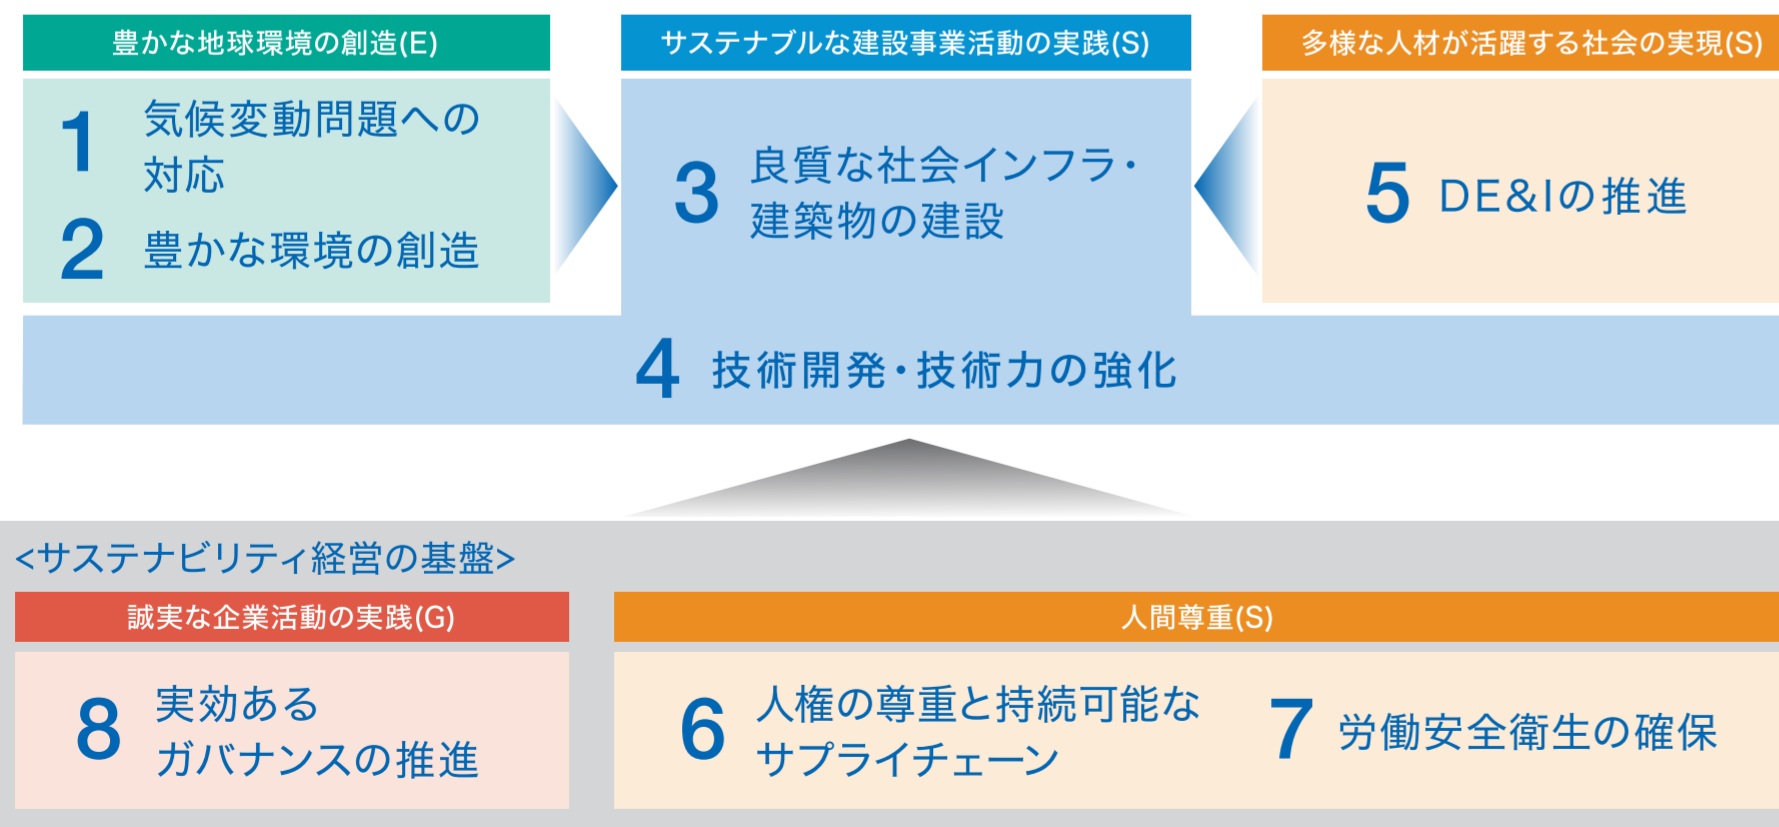 豊かな地球環境の創造(E)
1 気候変動問題への
対応
2 豊かな環境の創造
サステナブルな建設事業活動の実践(S)
3 良質な社会インフラ・
建築物の建設
多様な人材が活躍する社会の実現(S)
5 DE&Iの推進
4 技術開発・技術力の強化
<サステナビリティ経営の基盤>
誠実な企業活動の実践(G)
8 実効ある
ガバナンスの推進
人間尊重(S)
6 人権の尊重と持続可能な
サプライチェーン
7 労働安全衛生の確保